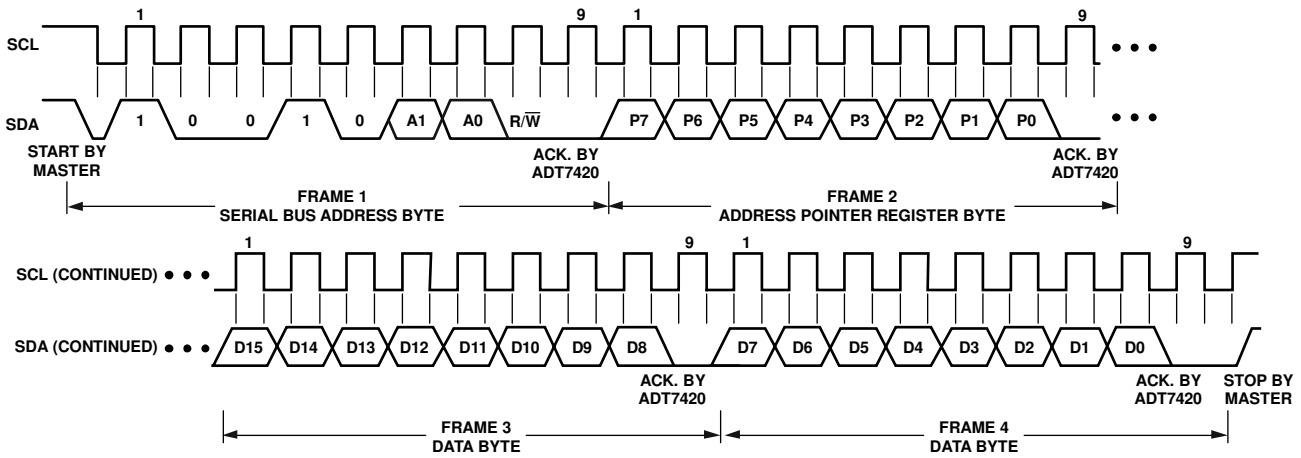 1 9 1 9
SCL
SDA 1 0 0 1 0 A1 A0 R/W̅ P7 P6 P5 P4 P3 P2 P1 P0
START BY
MASTER
ACK. BY
ADT7420
ACK. BY
ADT7420
FRAME 1
SERIAL BUS ADDRESS BYTE
FRAME 2
ADDRESS POINTER REGISTER BYTE
1 9 1 9
SCL (CONTINUED)
SDA (CONTINUED) D15 D14 D13 D12 D11 D10 D9 D8 D7 D6 D5 D4 D3 D2 D1 D0
ACK. BY
ADT7420
ACK. BY
ADT7420
STOP BY
MASTER
FRAME 3
DATA BYTE
FRAME 4
DATA BYTE